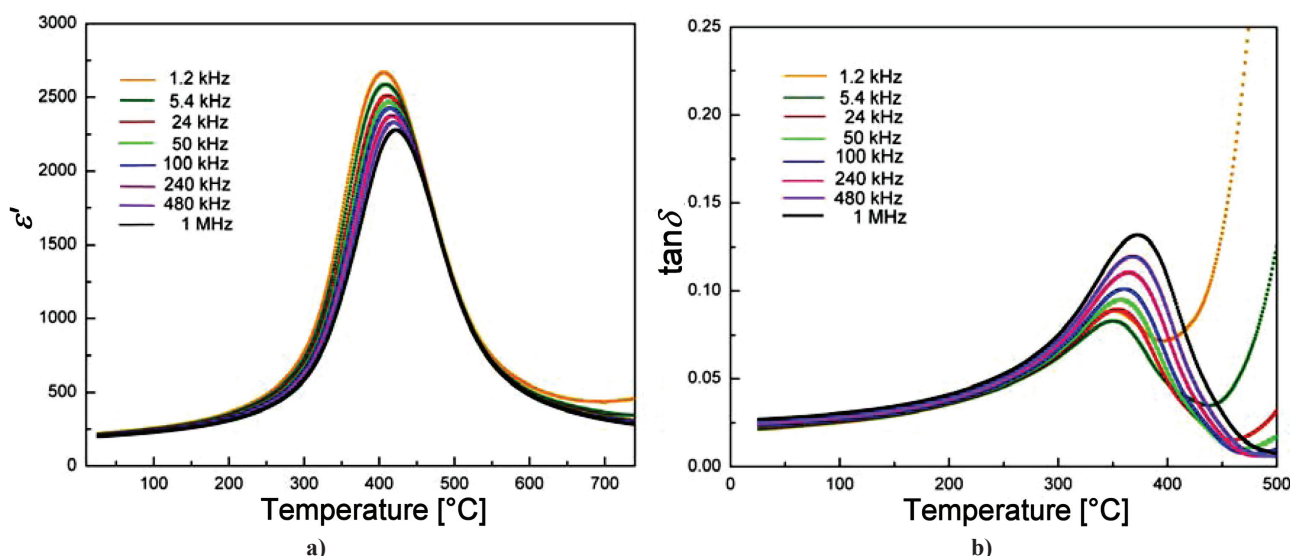 3000
2500
2000
1500
1000
500
0
ε'
1.2 kHz
5.4 kHz
24 kHz
50 kHz
100 kHz
240 kHz
480 kHz
1 MHz
100 200 300 400 500 600 700
Temperature [°C]
a)
0.25
0.20
0.15
0.10
0.05
0.00
tanδ
1.2 kHz
5.4 kHz
24 kHz
50 kHz
100 kHz
240 kHz
480 kHz
1 MHz
0 100 200 300 400 500
Temperature [°C]
b)